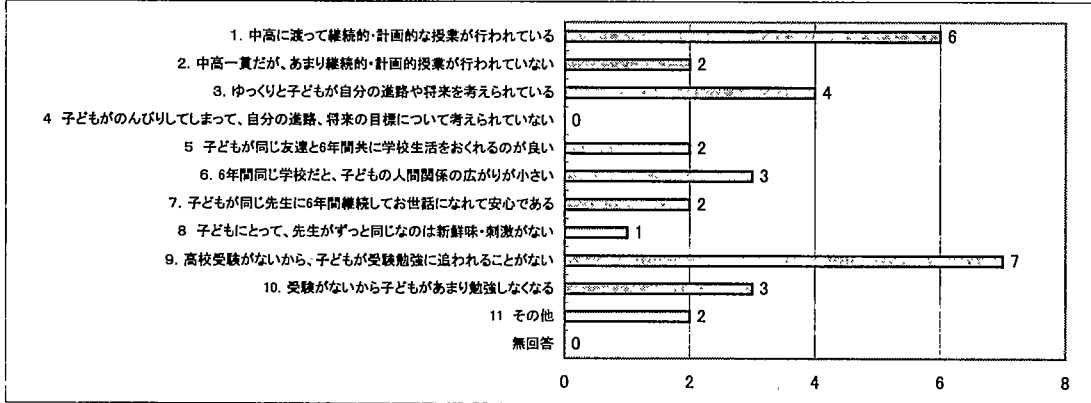 1. 中高に渡って継続的・計画的な授業が行われている 6
2. 中高一貫だが、あまり継続的・計画的授業が行われていない 2
3. ゆっくりと子どもが自分の進路や将来を考えられている 4
4 子どもがのんびりしてしまって、自分の進路、将来の目標について考えられていない 0
5 子どもが同じ友達と6年間共に学校生活をおくれるのが良い 2
6. 6年間同じ学校だと、子どもの人間関係の広がりが小さい 3
7. 子どもが同じ先生に6年間継続してお世話になれて安心である 2
8 子どもにとって、先生がずっと同じなのは新鮮味・刺激がない 1
9. 高校受験がないから、子どもが受験勉強に追われることがない 7
10. 受験がないから子どもがあまり勉強しなくなる 3
11 その他 2
無回答 0
0 2 4 6 8